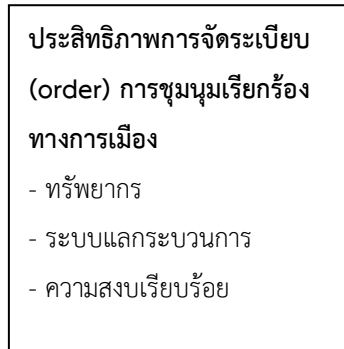 ประสิทธิภาพการจัดระเบียบ
(order) การชุมนุมเรียกร้อง
ทางการเมือง
- ทรัพยากร
- ระบบแลกระบวนการ
- ความสงบเรียบร้อย